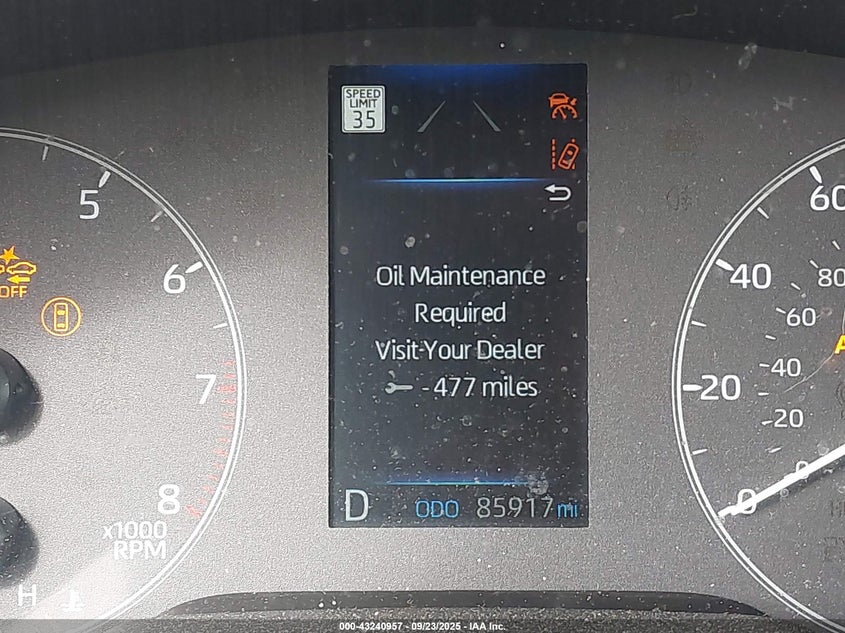 SPEED
LIMIT
35
5
6
7
8
x1000
RPM
H
OFF
Oil Maintenance
Required
Visit Your Dealer
-477 miles
D ODO 85917 mi
60
40
20
0
80
60
40
20
0
A
000-43240957 - 09/23/2025 - IAA Inc.